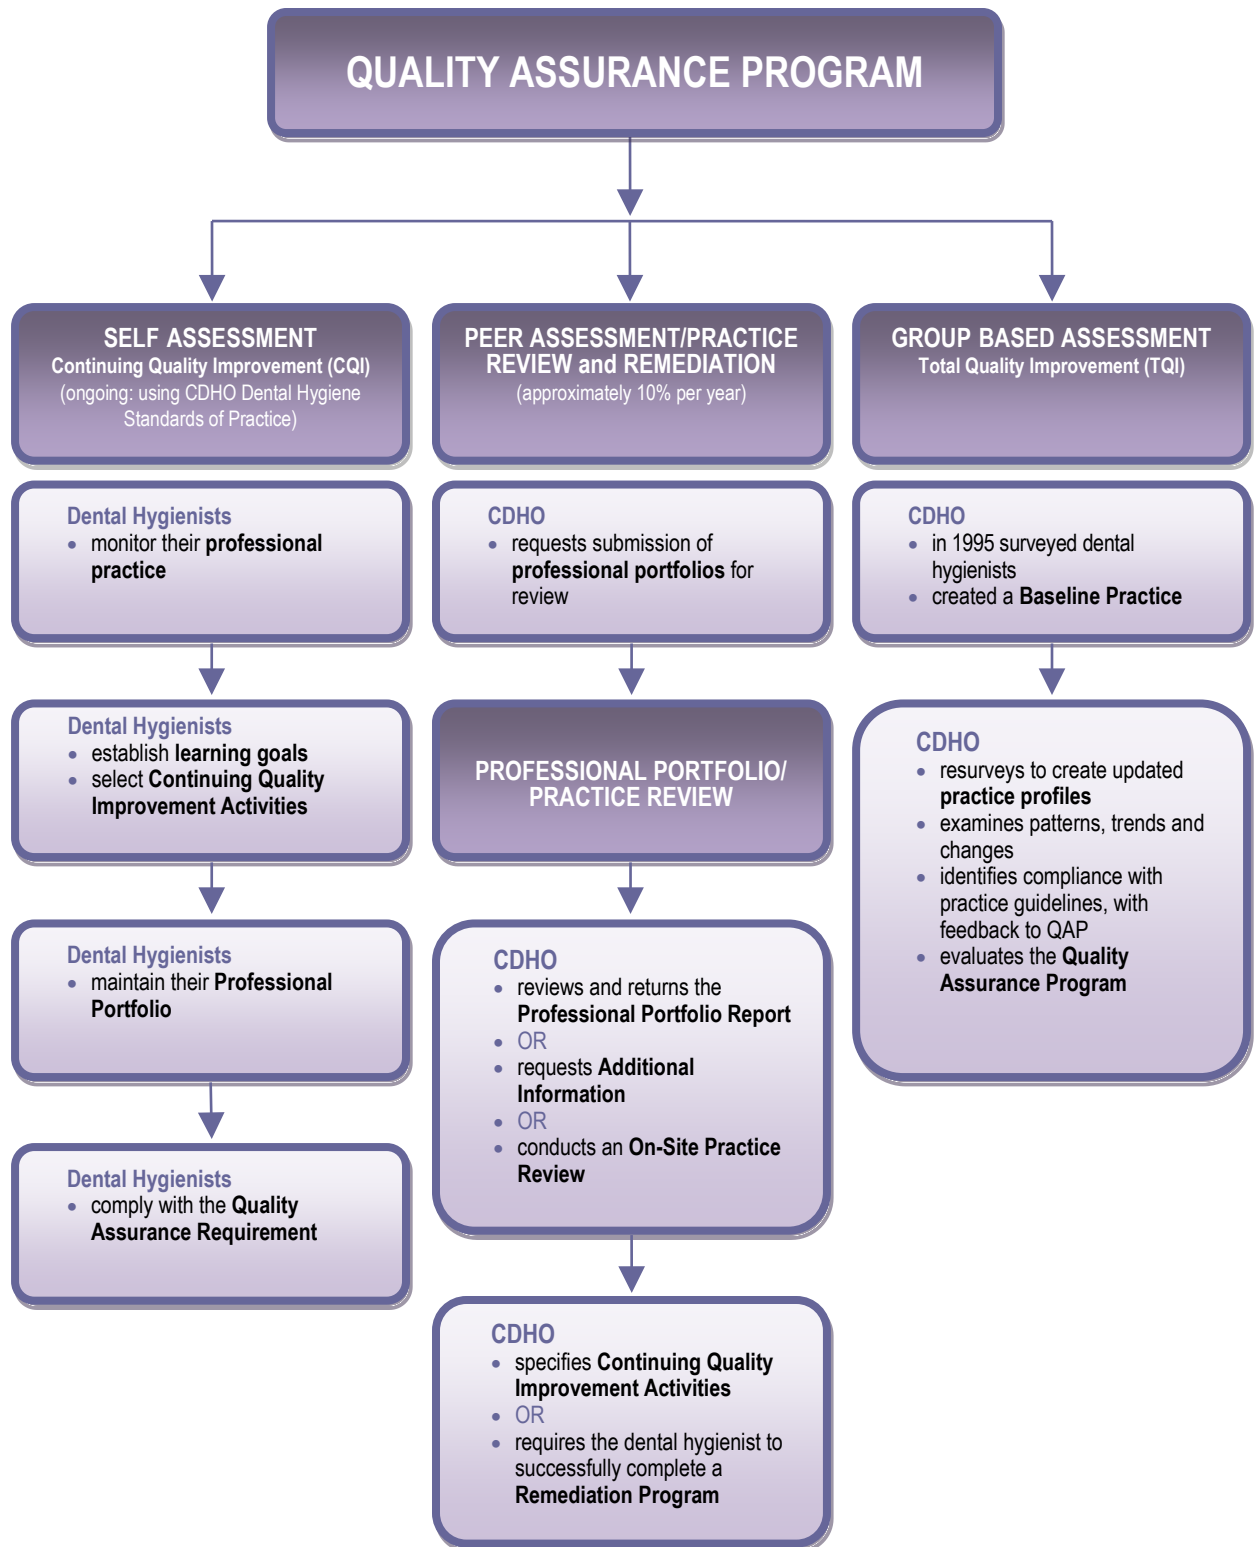 QUALITY ASSURANCE PROGRAM
SELF ASSESSMENT
Continuing Quality Improvement (CQI)
(ongoing: using CDHO Dental Hygiene
Standards of Practice)
Dental Hygienists
• monitor their professional
practice
Dental Hygienists
• establish learning goals
• select Continuing Quality
Improvement Activities
Dental Hygienists
• maintain their Professional
Portfolio
Dental Hygienists
• comply with the Quality
Assurance Requirement
PEER ASSESSMENT/PRACTICE
REVIEW and REMEDIATION
(approximately 10% per year)
CDHO
• requests submission of
professional portfolios for
review
PROFESSIONAL PORTFOLIO/
PRACTICE REVIEW
CDHO
• reviews and returns the
Professional Portfolio Report
• OR
• requests Additional
Information
• OR
• conducts an On-Site Practice
Review
CDHO
• specifies Continuing Quality
Improvement Activities
• OR
• requires the dental hygienist to
successfully complete a
Remediation Program
GROUP BASED ASSESSMENT
Total Quality Improvement (TQI)
CDHO
• in 1995 surveyed dental
hygienists
• created a Baseline Practice
CDHO
• resurveys to create updated
practice profiles
• examines patterns, trends and
changes
• identifies compliance with
practice guidelines, with
feedback to QAP
• evaluates the Quality
Assurance Program